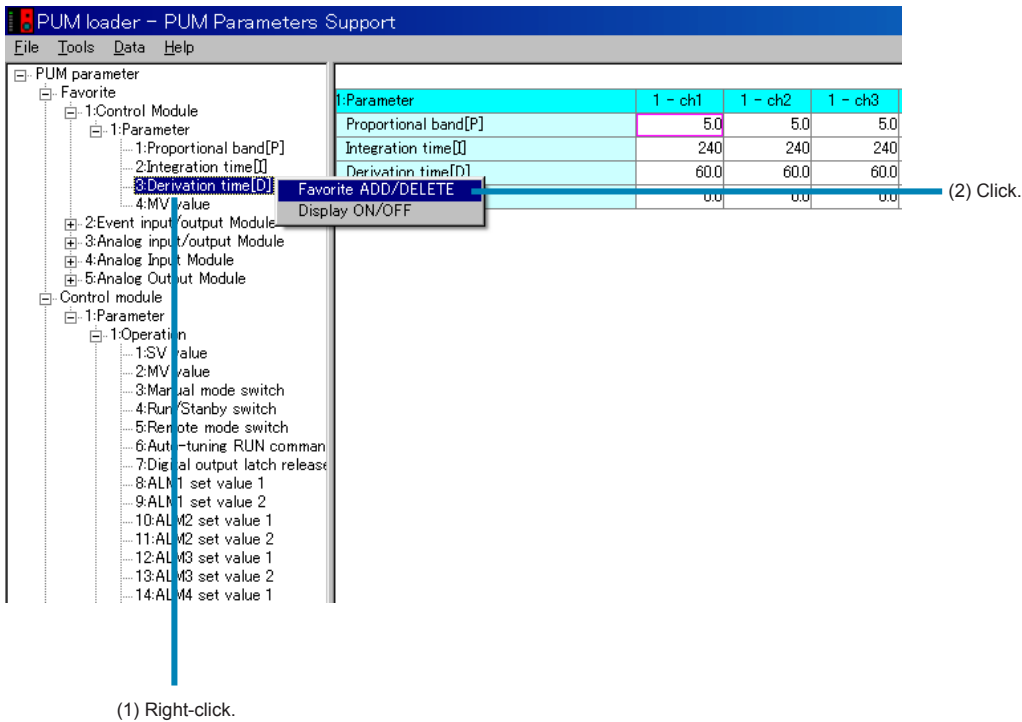 PUM loader - PUM Parameters Support
File Tools Data Help
PUM parameter
Favorite
1:Control Module
1:Parameter
1:Proportional band[P]
2:Integration time[I]
3:Derivation time[D]
4:MV value
2:Event input/output Module
3:Analog input/output Module
4:Analog Input Module
5:Analog Output Module
Control module
1:Parameter
1:Operation
1:SV value
2:MV value
3:Manual mode switch
4:Run/Stanby switch
5:Remote mode switch
6:Auto-tuning RUN comman
7:Digital output latch release
8:ALM1 set value 1
9:ALM1 set value 2
10:ALM2 set value 1
11:ALM2 set value 2
12:ALM3 set value 1
13:ALM3 set value 2
14:ALM4 set value 1
1:Parameter 1 - ch1 1 - ch2 1 - ch3
Proportional band[P] 5.0 5.0 5.0
Integration time[I] 240 240 240
Derivation time[D] 60.0 60.0 60.0
0.0 0.0 0.0
Favorite ADD/DELETE
Display ON/OFF
(2) Click.
(1) Right-click.